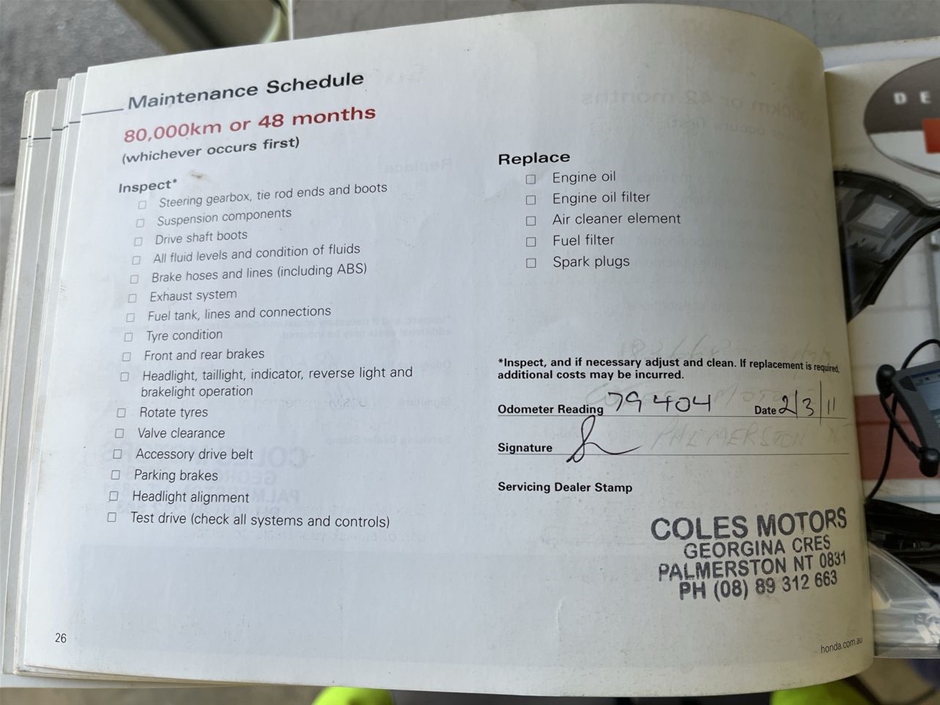 Maintenance Schedule
80,000km or 48 months
(whichever occurs first)
Inspect*
Steering gearbox, tie rod ends and boots
Suspension components
Drive shaft boots
All fluid levels and condition of fluids
Brake hoses and lines (including ABS)
Exhaust system
Fuel tank, lines and connections
Tyre condition
Front and rear brakes
Headlight, taillight, indicator, reverse light and
brakelight operation
Rotate tyres
Valve clearance
Accessory drive belt
Parking brakes
Headlight alignment
Test drive (check all systems and controls)
Replace
Engine oil
Engine oil filter
Air cleaner element
Fuel filter
Spark plugs
*Inspect, and if necessary adjust and clean. If replacement is required,
additional costs may be incurred.
Odometer Reading 79404 Date 2/3/11
Signature
Servicing Dealer Stamp
COLES MOTORS
GEORGINA CRES
PALMERSTON NT 0831
PH (08) 89 312 663
26
honda.com.au
DE